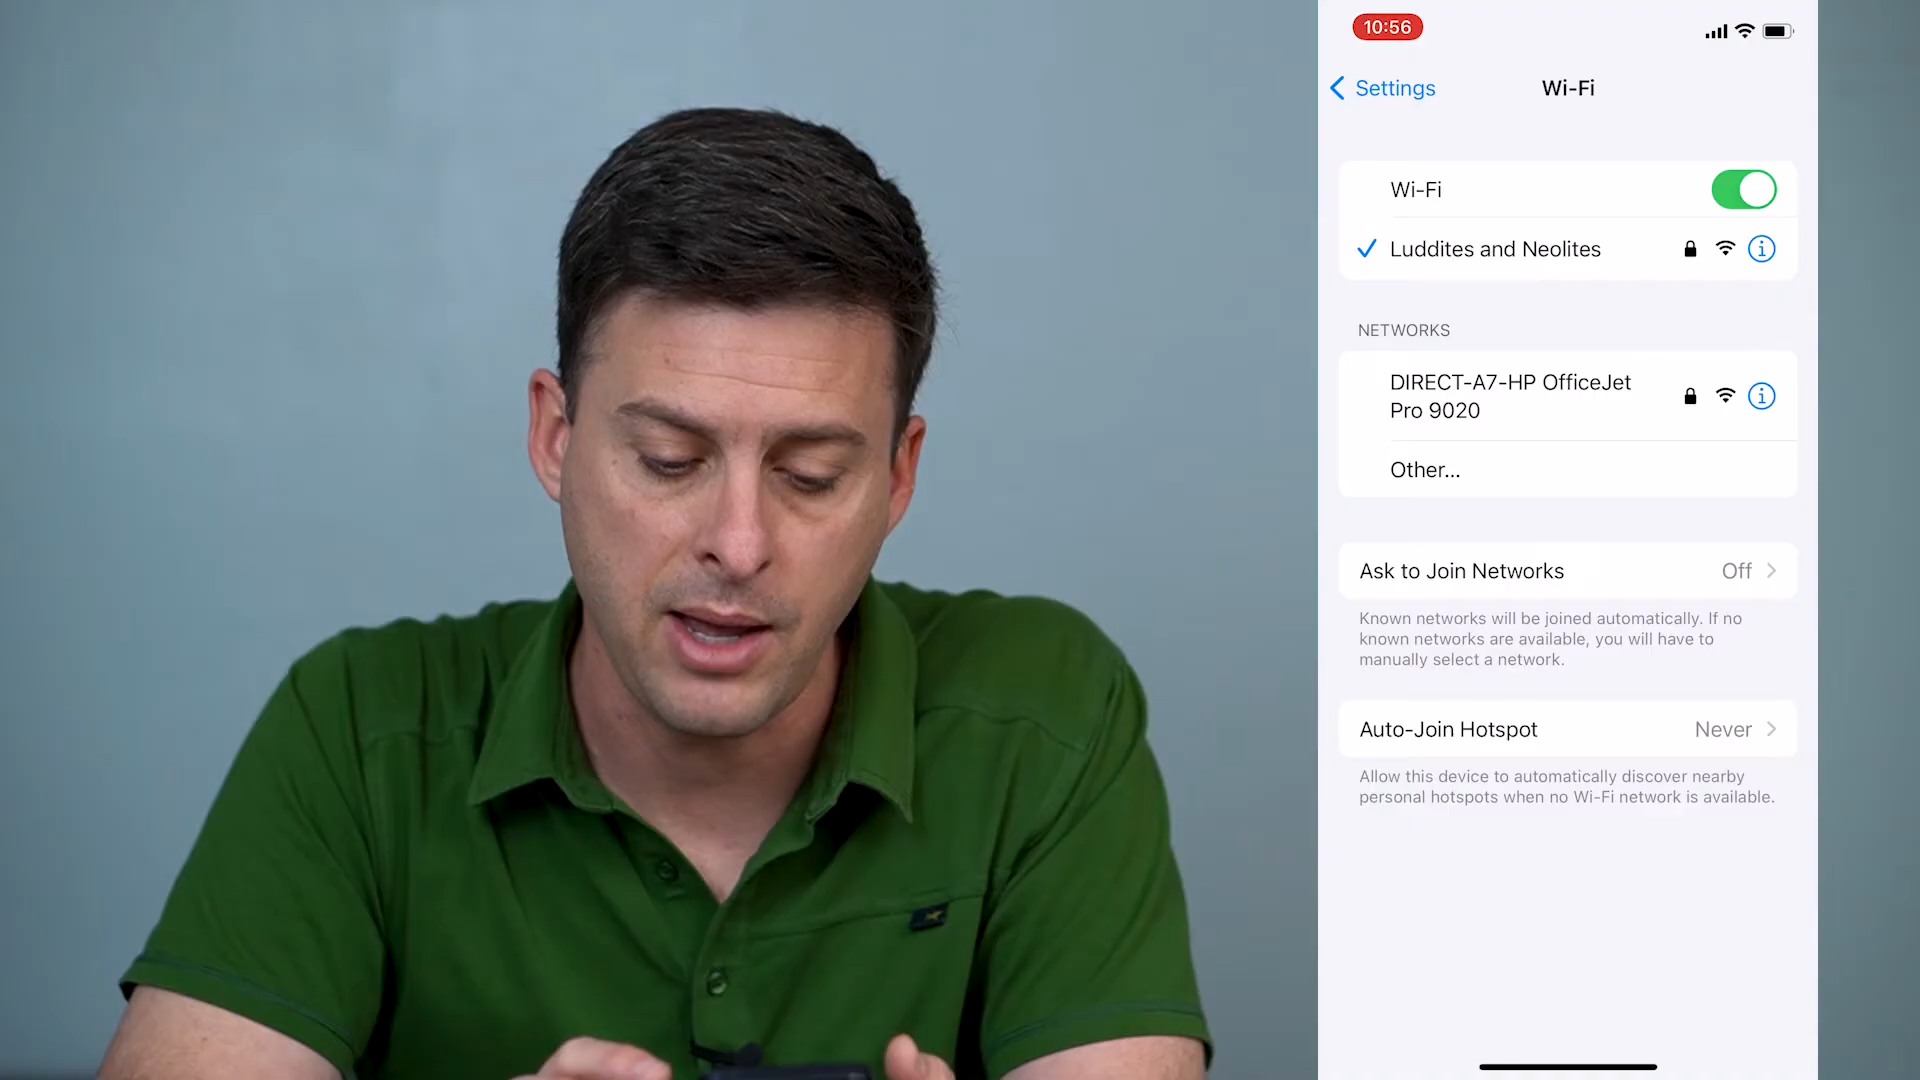 10:56
Settings
Wi-Fi
Wi-Fi
Luddites and Neolites
NETWORKS
DIRECT-A7-HP OfficeJet
Pro 9020
Other...
Ask to Join Networks
Off
Known networks will be joined automatically. If no
known networks are available, you will have to
manually select a network.
Auto-Join Hotspot
Never
Allow this device to automatically discover nearby
personal hotspots when no Wi-Fi network is available.